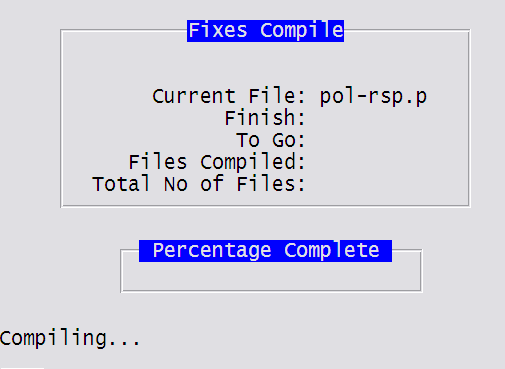 Fixes Compile
Current File: pol-rsp.p
Finish:
To Go:
Files Compiled:
Total No of Files:
Percentage Complete
Compiling...